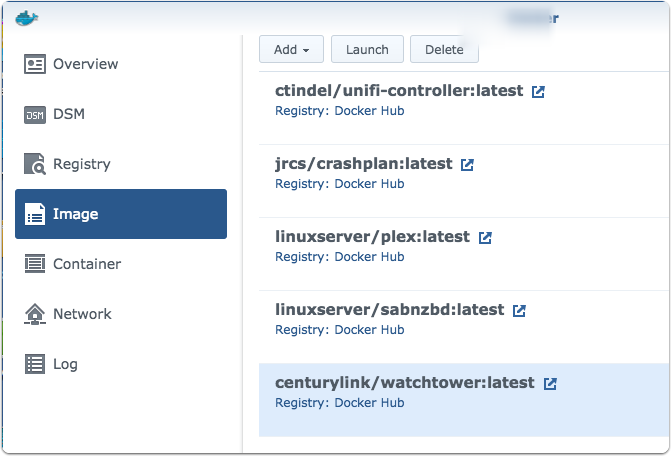 Overview
DSM
DSM
Registry
Image
Container
Network
Log
Add
Launch
Delete
ctindel/unifi-controller:latest
Registry: Docker Hub
jrcs/crashplan:latest
Registry: Docker Hub
linuxserver/plex:latest
Registry: Docker Hub
linuxserver/sabnzbd:latest
Registry: Docker Hub
centurylink/watchtower:latest
Registry: Docker Hub